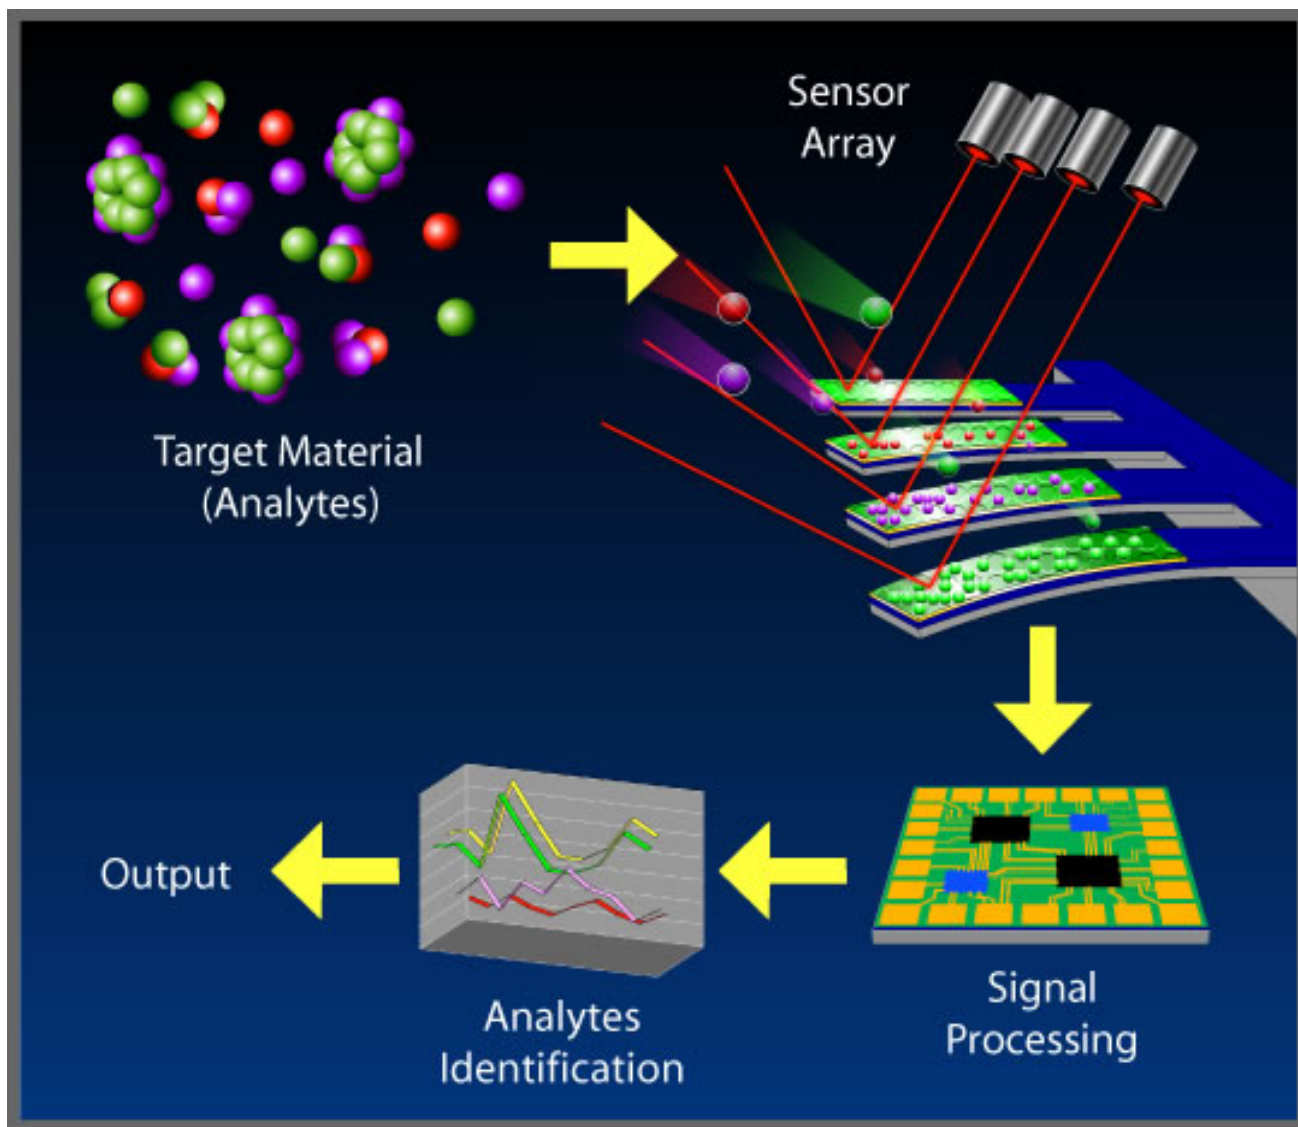 Sensor
Array
Target Material
(Analytes)
Output
Analytes
Identification
Signal
Processing